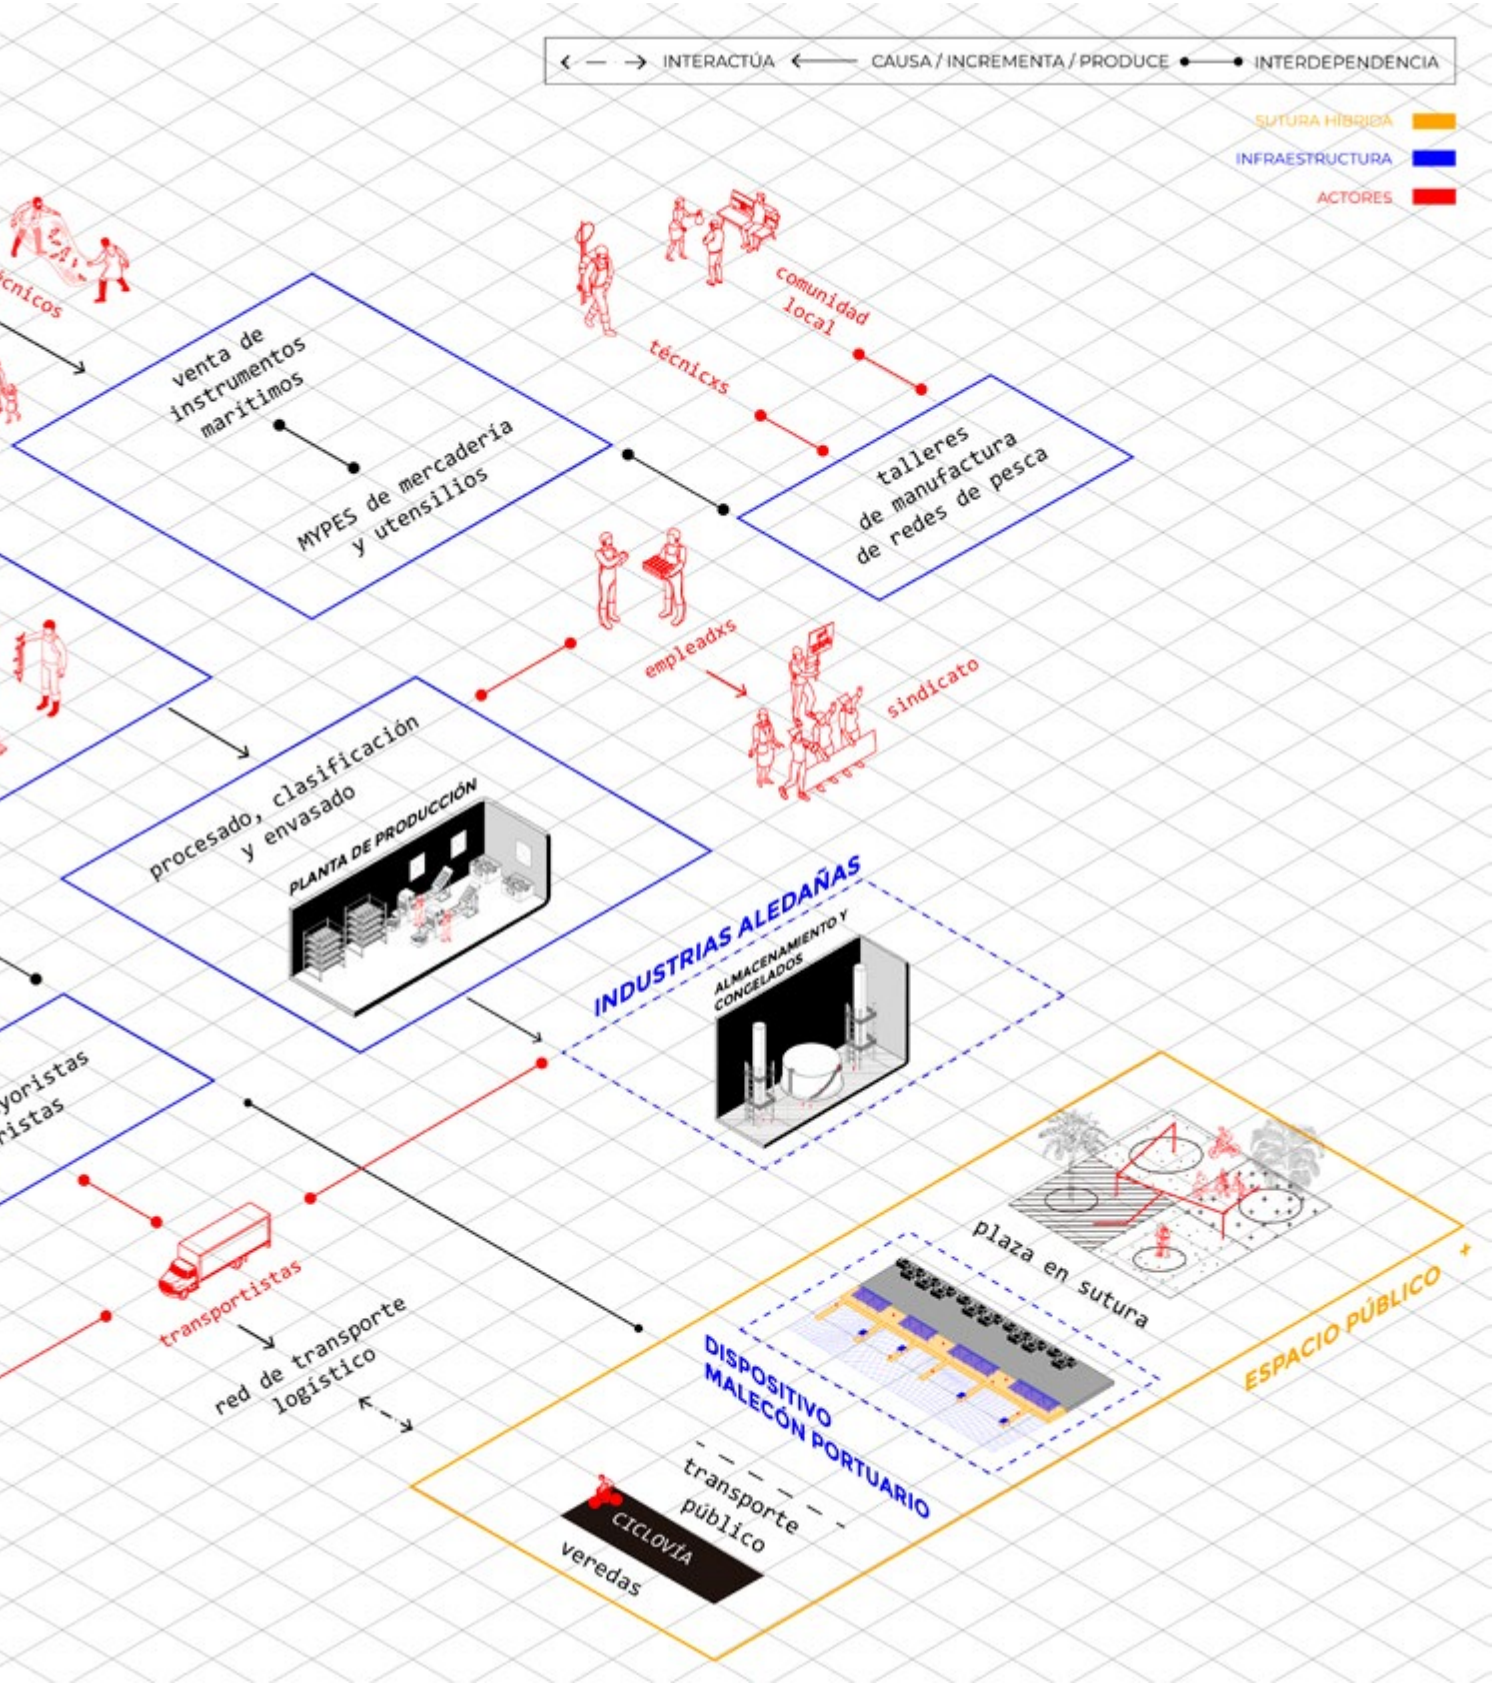 INTERACTÚA
CAUSA / INCREMENTA / PRODUCE
INTERDEPENDENCIA
SUTURA HÍBRIDA
INFRAESTRUCTURA
ACTORES
comunidad
local
técnicxs
venta de
instrumentos
marítimos
MYPES de mercadería
y utensilios
talleres
de manufactura
de redes de pesca
empleadxs
sindicato
procesado, clasificación
y envasado
PLANTA DE PRODUCCIÓN
INDUSTRIAS ALEDAÑAS
ALMACENAMIENTO Y
CONGELADOS
transportistas
red de transporte
logístico
plaza en sutura
ESPACIO PÚBLICO
x
DISPOSITIVO
MALECÓN PORTUARIO
transporte
público
CICLOVÍA
veredas